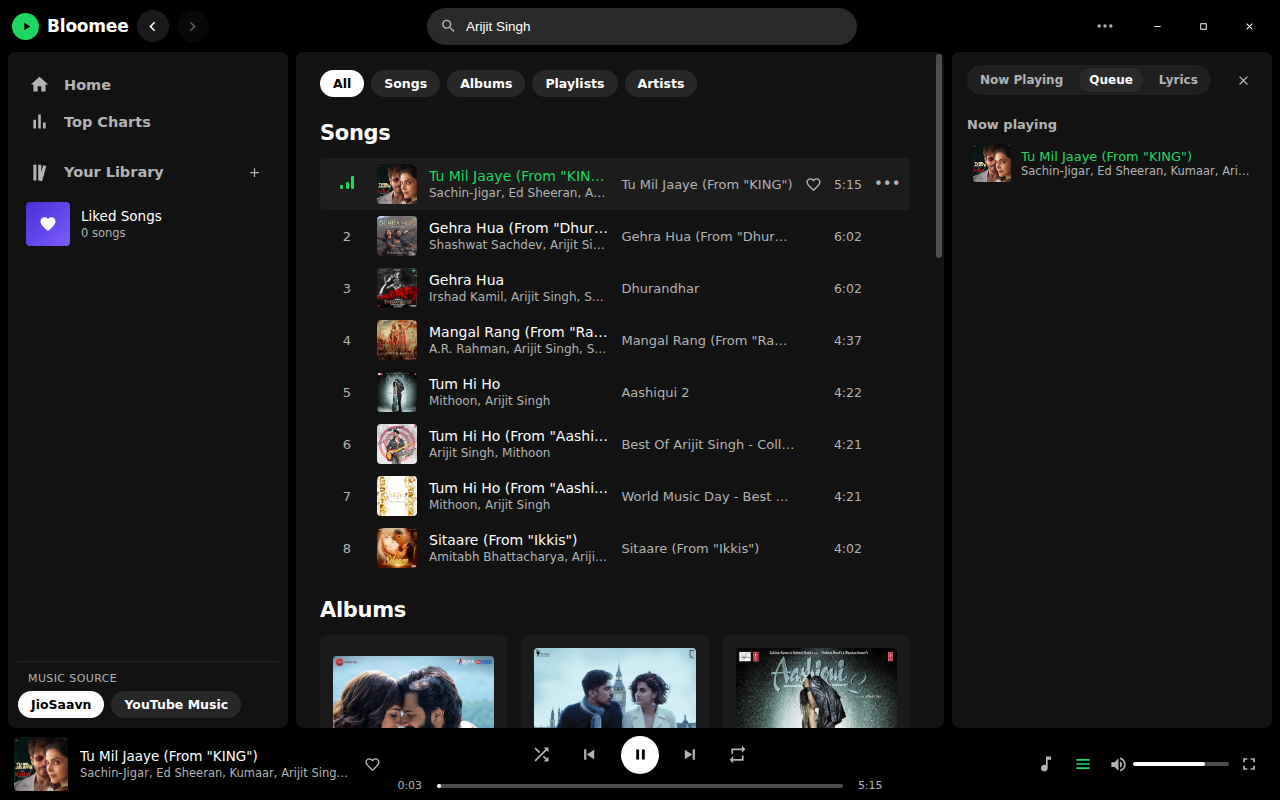 Bloomee
Arijit Singh
Home
Top Charts
Your Library
Liked Songs
0 songs
MUSIC SOURCE
JioSaavn
YouTube Music
All
Songs
Albums
Playlists
Artists
Songs
Tu Mil Jaaye (From "KIN...
Sachin-Jigar, Ed Sheeran, A...
Tu Mil Jaaye (From "KING")
5:15
2
Gehra Hua (From "Dhur...
Shashwat Sachdev, Arijit Si...
Gehra Hua (From "Dhur...
6:02
3
Gehra Hua
Irshad Kamil, Arijit Singh, S...
Dhurandhar
6:02
4
Mangal Rang (From "Ra...
A.R. Rahman, Arijit Singh, S...
Mangal Rang (From "Ra...
4:37
5
Tum Hi Ho
Mithoon, Arijit Singh
Aashiqui 2
4:22
6
Tum Hi Ho (From "Aashi...
Arijit Singh, Mithoon
Best Of Arijit Singh - Coll...
4:21
7
Tum Hi Ho (From "Aashi...
Mithoon, Arijit Singh
World Music Day - Best ...
4:21
8
Sitaare (From "Ikkis")
Amitabh Bhattacharya, Ariji...
Sitaare (From "Ikkis")
4:02
Albums
Aashiqui 2
Now Playing
Queue
Lyrics
Now playing
Tu Mil Jaaye (From "KING")
Sachin-Jigar, Ed Sheeran, Kumaar, Ari...
Tu Mil Jaaye (From "KING")
Sachin-Jigar, Ed Sheeran, Kumaar, Arijit Sing...
0:03
5:15